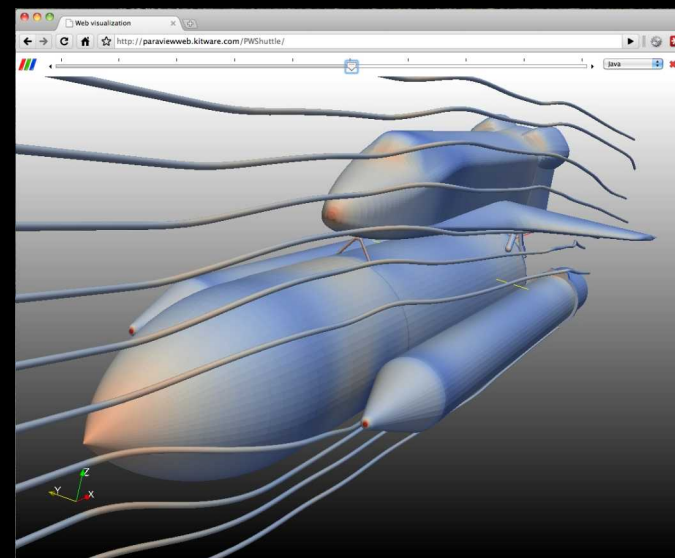 Web visualization
http://paraviewweb.kitware.com/PWShuttle/
Java
Z
Y
X